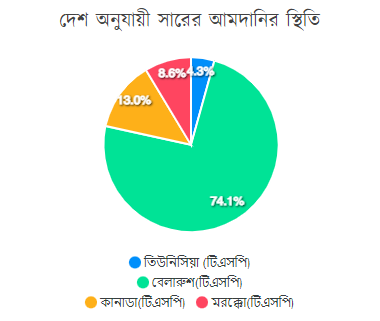 দেশ অনুযায়ী সারের আমদানির স্থিতি
8.6% 4.3%
13.0%
74.1%
তিউনিসিয়া (টিএসপি)
বেলারুশ(টিএসপি)
কানাডা(টিএসপি) মরক্কো(টিএসপি)